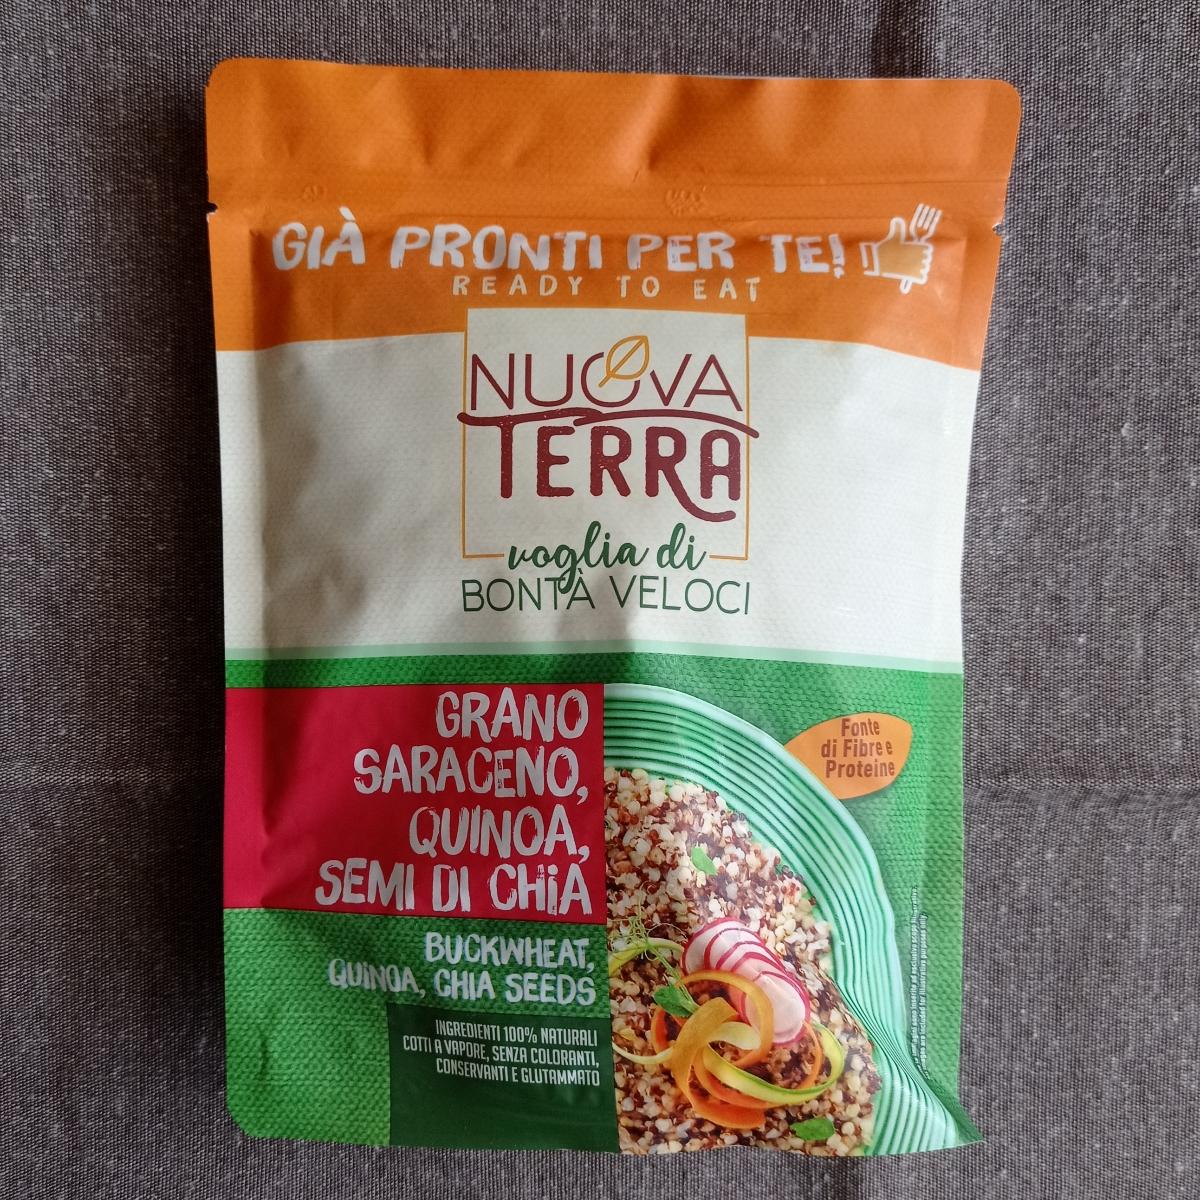 GIÀ PRONTI PER TE!
READY TO EAT
NUOVA
TERRA
voglia di
BONTÀ VELOCI
GRANO
SARACENO,
QUINOA,
SEMI DI CHiA
BUCKWHEAT,
QUiNOA, CHIA SEEDS
INGREDIENTI 100% NATURALI
COTTI A VAPORE, SENZA COLORANTI,
CONSERVANTI E GLUTAMMATO
Fonte
di Fibre e
Proteine